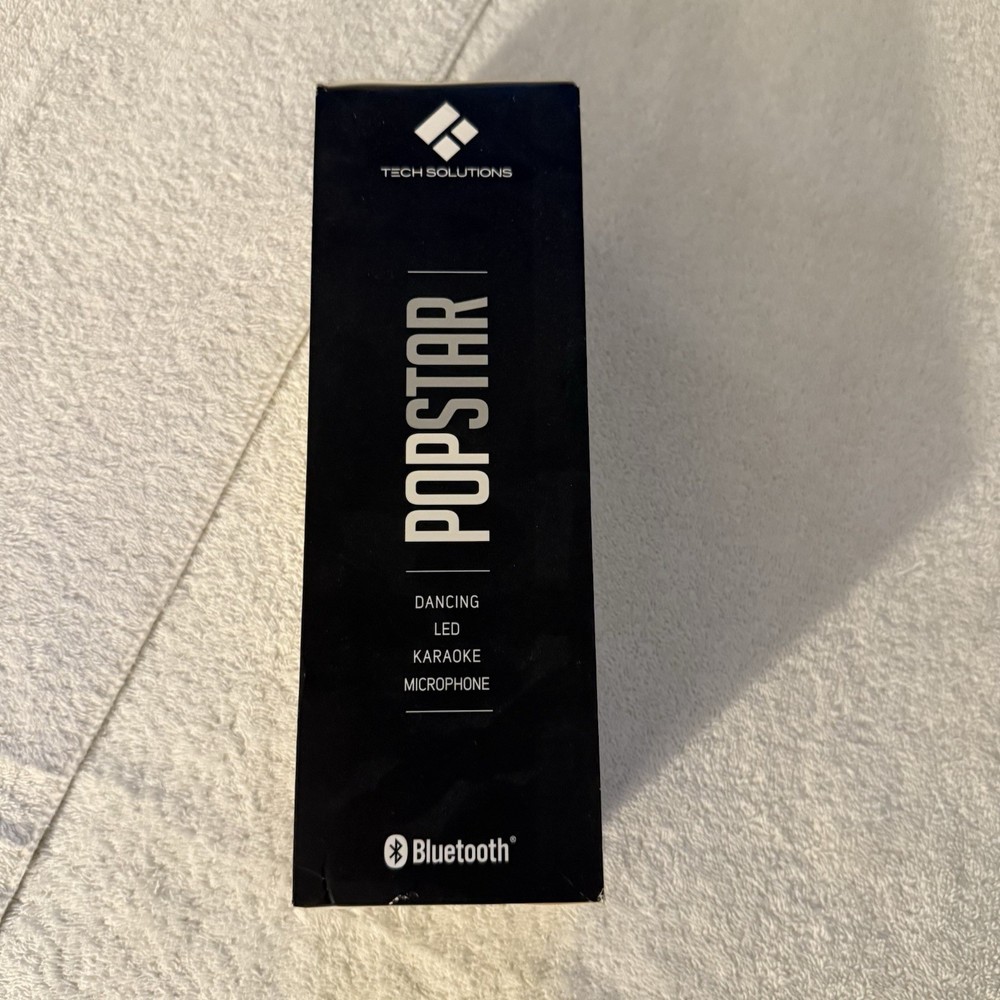 TECH SOLUTIONS
POPSTAR
DANCING
LED
KARAOKE
MICROPHONE
Bluetooth®